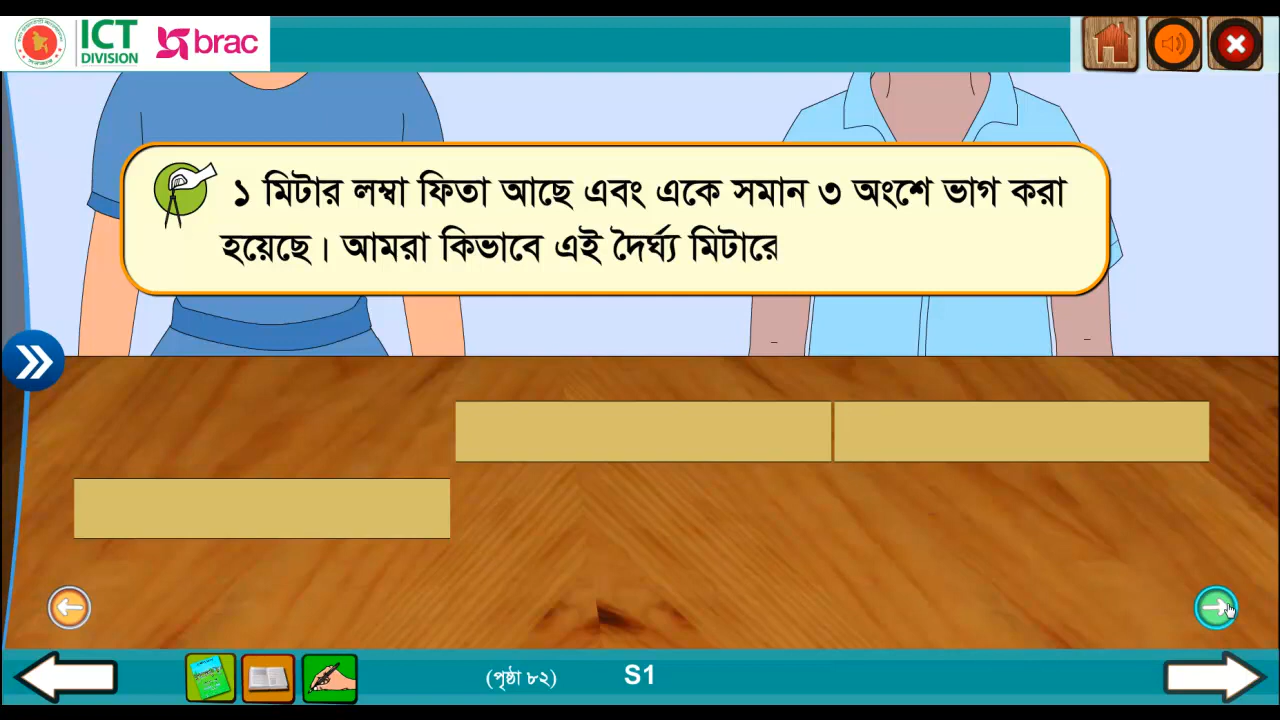 ICT
DIVISION
brac
১ মিটার লম্বা ফিতা আছে এবং একে সমান ৩ অংশে ভাগ করা
হয়েছে। আমরা কিভাবে এই দৈর্ঘ্য মিটারে
(পৃষ্ঠা ৮২)
S1